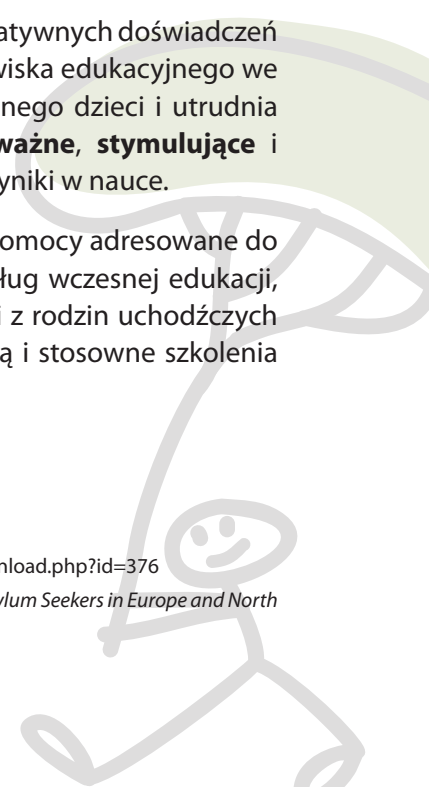 atywnych doświadczeń
wiska edukacyjnego we
nego dzieci i utrudnia
ważne, stymulujące i
yniki w nauce.
omocy adresowane do
ług wczesnej edukacji,
i z rodzin uchodźczych
ą i stosowne szkolenia
nload.php?id=376
ylum Seekers in Europe and North